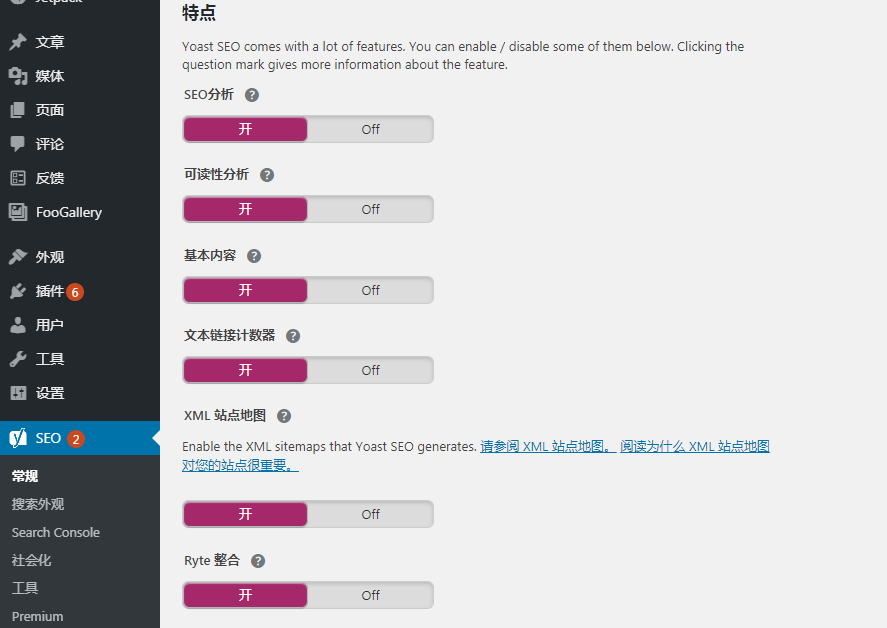 Jetpack
文章
媒体
页面
评论
反馈
FooGallery
外观
插件 6
用户
工具
设置
SEO 2
常规
搜索外观
Search Console
社会化
工具
Premium
特点
Yoast SEO comes with a lot of features. You can enable / disable some of them below. Clicking the
question mark gives more information about the feature.
SEO分析 ?
开 Off
可读性分析 ?
开 Off
基本内容 ?
开 Off
文本链接计数器 ?
开 Off
XML 站点地图 ?
Enable the XML sitemaps that Yoast SEO generates. 请参阅 XML 站点地图。 阅读为什么 XML 站点地图
对您的站点很重要。
开 Off
Ryte 整合 ?
开 Off